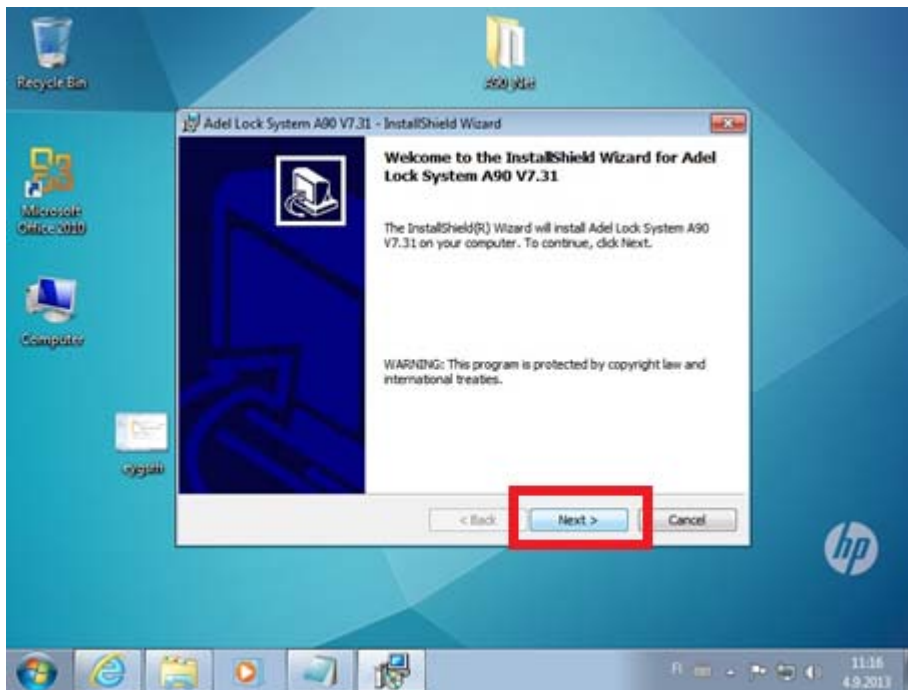 Recycle Bin
Adel Lock System A90 V7.31 - InstallShield Wizard
Welcome to the InstallShield Wizard for Adel
Lock System A90 V7.31
Microsoft
Office 2010
The InstallShield(R) Wizard will install Adel Lock System A90
V7.31 on your computer. To continue, click Next.
Computer
WARNING: This program is protected by copyright law and
international treaties.
< Back
Next >
Cancel
hp
FI
11:16
4.9.2013